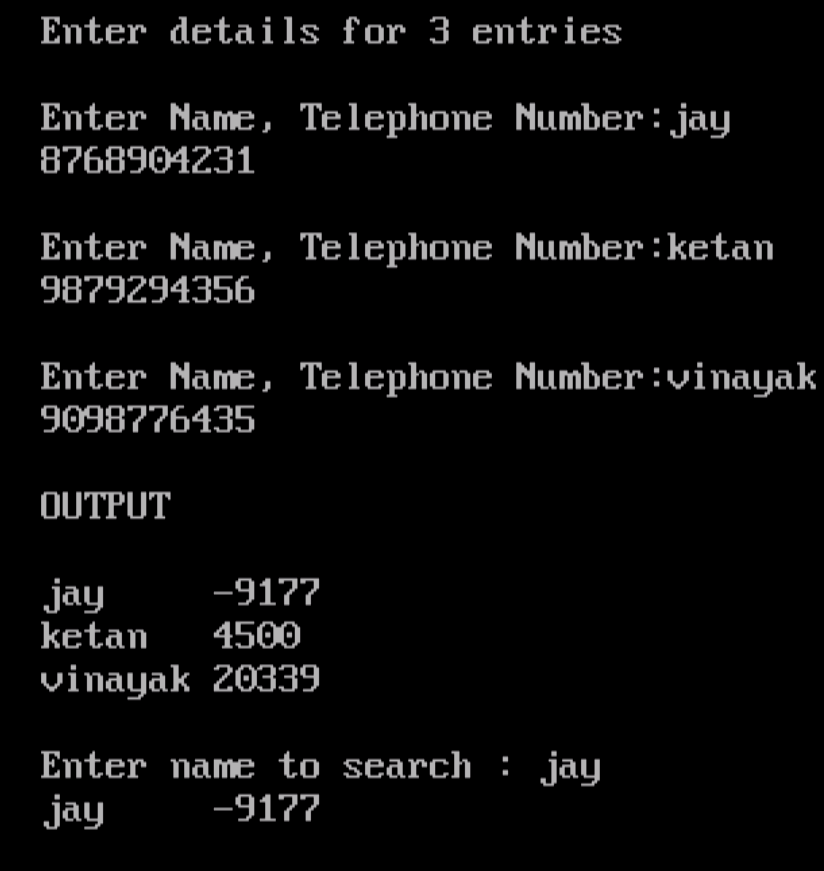 Enter details for 3 entries
Enter Name, Telephone Number:jay
8768904231
Enter Name, Telephone Number:ketan
9879294356
Enter Name, Telephone Number:vinayak
9098776435
OUTPUT
jay     -9177
ketan   4500
vinayak 20339
Enter name to search : jay
jay     -9177